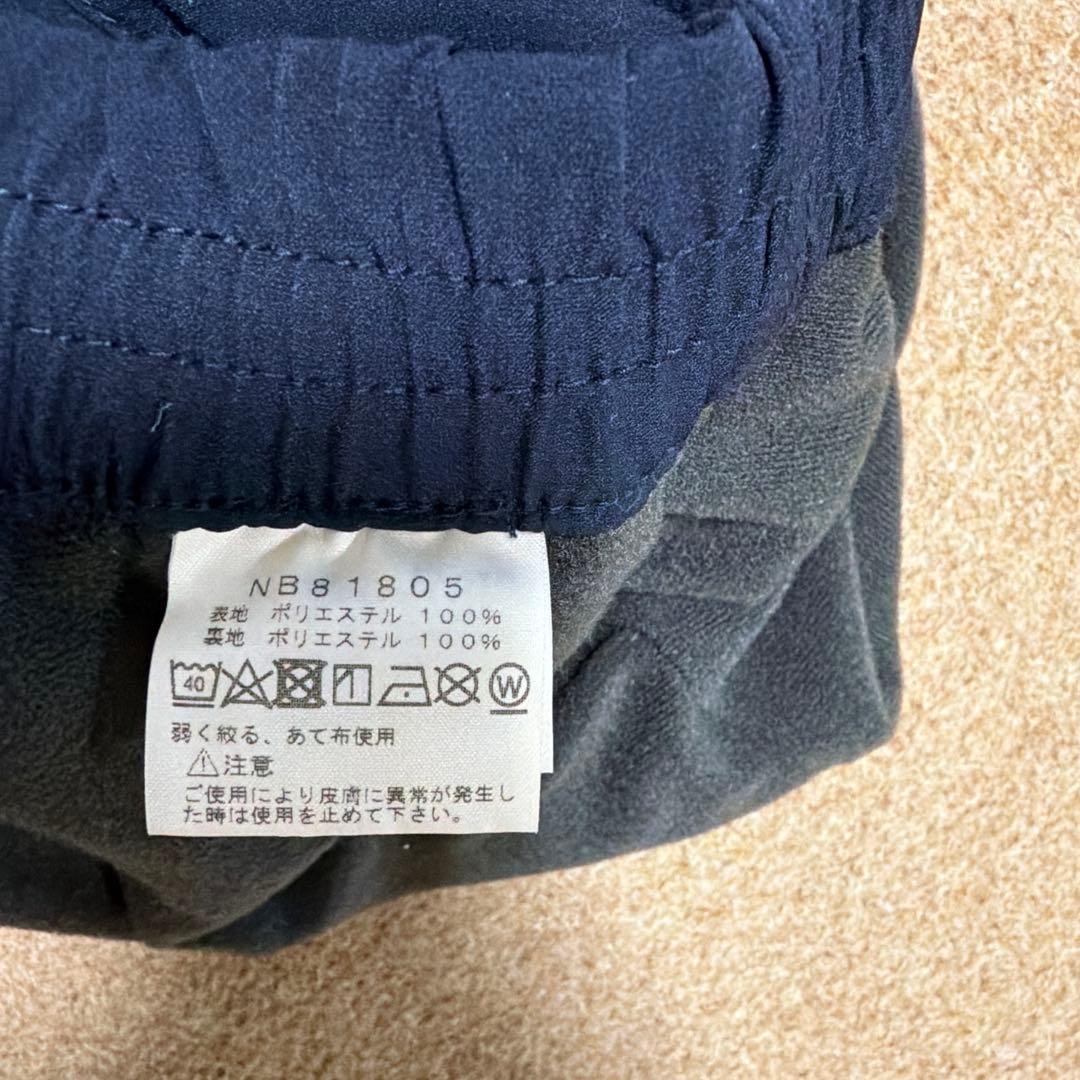 NB81805
表地 ポリエステル 100%
裏地 ポリエステル 100%
40 W
弱く絞る、あて布使用
注意
ご使用により皮膚に異常が発生し
た時は使用を止めて下さい。